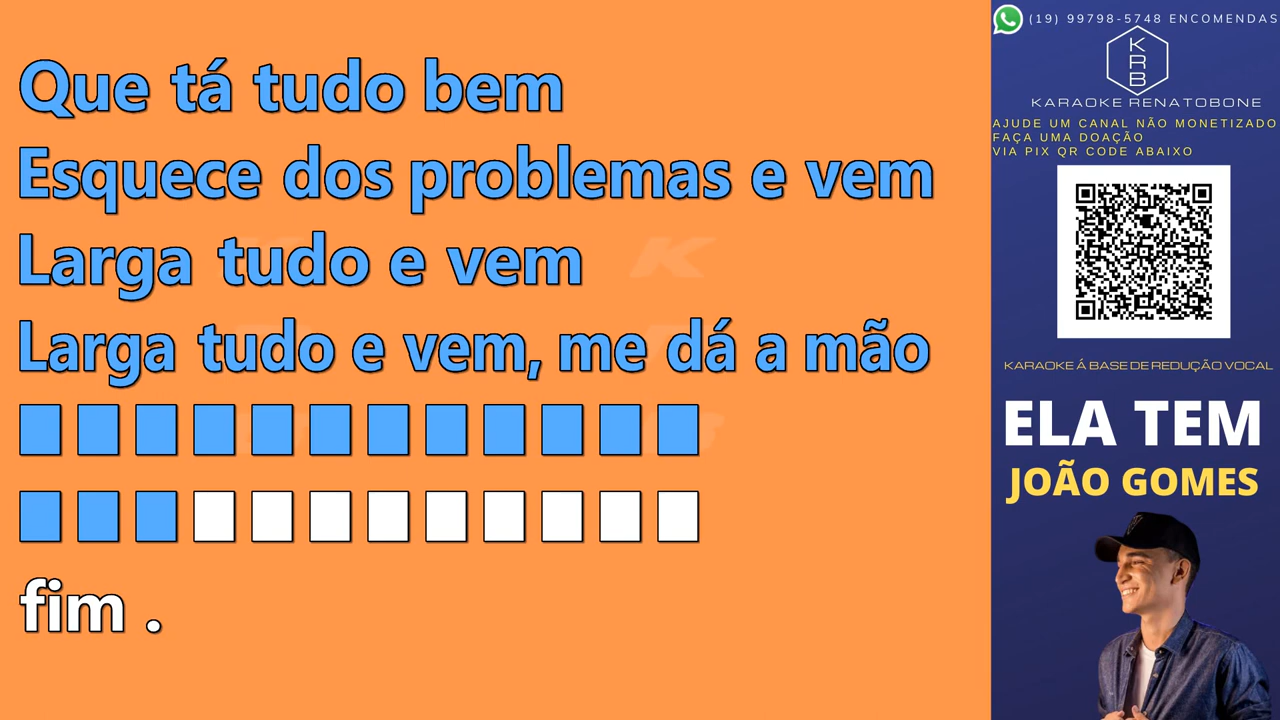 Que tá tudo bem
Esquece dos problemas e vem
Larga tudo e vem
Larga tudo e vem, me dá a mão
fim .
(19) 99798-5748 ENCOMENDAS
K
R
B
KARAOKE RENATOBONE
AJUDE UM CANAL NÃO MONETIZADO
FAÇA UMA DOAÇÃO
VIA PIX QR CODE ABAIXO
KARAOKE Á BASE DE REDUÇÃO VOCAL
ELA TEM
JOÃO GOMES